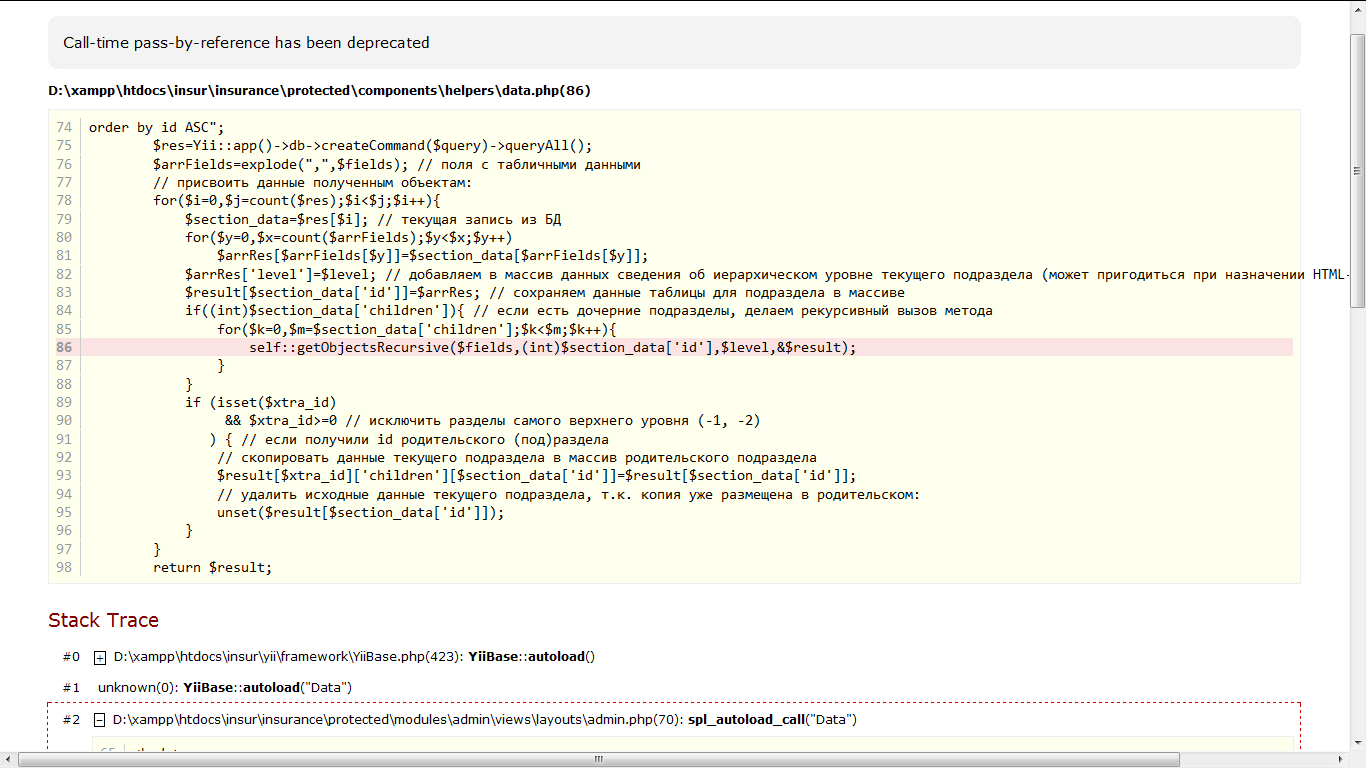 Call-time pass-by-reference has been deprecated
D:\xampp\htdocs\insur\insurance\protected\components\helpers\data.php(86)
74 order by id ASC";
75         $res=Yii::app()->db->createCommand($query)->queryAll();
76         $arrFields=explode(",",$fields); // поля с табличными данными
77         // присвоить данные полученным объектам:
78         for($i=0,$j=count($res);$i<$j;$i++){
79             $section_data=$res[$i]; // текущая запись из БД
80             for($y=0,$x=count($arrFields);$y<$x;$y++)
81                 $arrRes[$arrFields[$y]]=$section_data[$arrFields[$y]];
82             $arrRes['level']=$level; // добавляем в массив данных сведения об иерархическом уровне текущего подраздела (может пригодиться при назначении HTML-
83             $result[$section_data['id']]=$arrRes; // сохраняем данные таблицы для подраздела в массиве
84             if((int)$section_data['children']){ // если есть дочерние подразделы, делаем рекурсивный вызов метода
85                 for($k=0,$m=$section_data['children'];$k<$m;$k++){
86                     self::getObjectsRecursive($fields,(int)$section_data['id'],$level,&$result);
87                 }
88             }
89             if (isset($xtra_id)
90                  && $xtra_id>=0 // исключить разделы самого верхнего уровня (-1, -2)
91                ) { // если получили id родительского (под)раздела
92                 // скопировать данные текущего подраздела в массив родительского подраздела
93                 $result[$xtra_id]['children'][$section_data['id']]=$result[$section_data['id']];
94                 // удалить исходные данные текущего подраздела, т.к. копия уже размещена в родительском:
95                 unset($result[$section_data['id']]);
96             }
97         }
98         return $result;
Stack Trace
#0 + D:\xampp\htdocs\insur\yii\framework\YiiBase.php(423): YiiBase::autoload()
#1 unknown(0): YiiBase::autoload("Data")
#2 – D:\xampp\htdocs\insur\insurance\protected\modules\admin\views\layouts\admin.php(70): spl_autoload_call("Data")